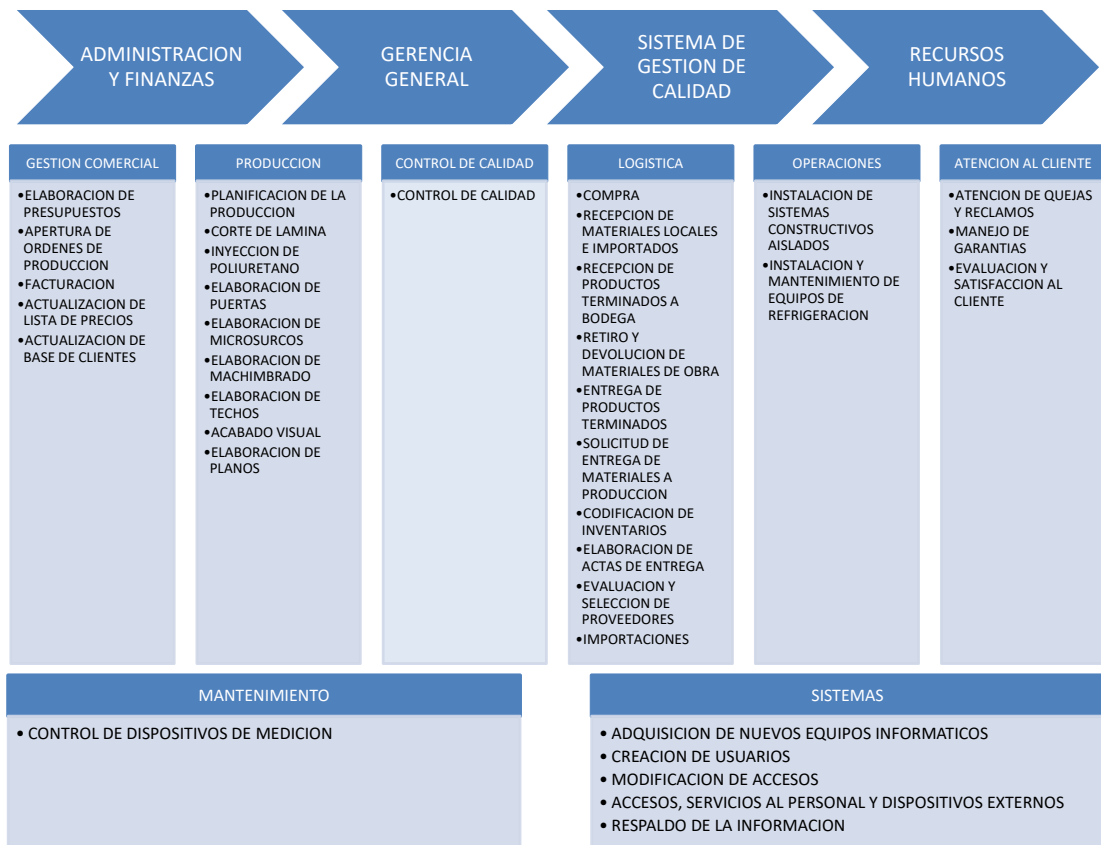 ADMINISTRACION
Y FINANZAS
GERENCIA
GENERAL
SISTEMA DE
GESTION DE
CALIDAD
RECURSOS
HUMANOS
GESTION COMERCIAL
•ELABORACION DE
PRESUPUESTOS
•APERTURA DE
ORDENES DE
PRODUCCION
•FACTURACION
•ACTUALIZACION DE
LISTA DE PRECIOS
•ACTUALIZACION DE
BASE DE CLIENTES
PRODUCCION
•PLANIFICACION DE LA
PRODUCCION
•CORTE DE LAMINA
•INYECCION DE
POLIURETANO
•ELABORACION DE
PUERTAS
•ELABORACION DE
MICROSURCOS
•ELABORACION DE
MACHIMBRADO
•ELABORACION DE
TECHOS
•ACABADO VISUAL
•ELABORACION DE
PLANOS
CONTROL DE CALIDAD
•CONTROL DE CALIDAD
LOGISTICA
•COMPRA
•RECEPCION DE
MATERIALES LOCALES
E IMPORTADOS
•RECEPCION DE
PRODUCTOS
TERMINADOS A
BODEGA
•RETIRO Y
DEVOLUCION DE
MATERIALES DE OBRA
•ENTREGA DE
PRODUCTOS
TERMINADOS
•SOLICITUD DE
ENTREGA DE
MATERIALES A
PRODUCCION
•CODIFICACION DE
INVENTARIOS
•ELABORACION DE
ACTAS DE ENTREGA
•EVALUACION Y
SELECCION DE
PROVEEDORES
•IMPORTACIONES
OPERACIONES
•INSTALACION DE
SISTEMAS
CONSTRUCTIVOS
AISLADOS
•INSTALACION Y
MANTENIMIENTO DE
EQUIPOS DE
REFRIGERACION
ATENCION AL CLIENTE
•ATENCION DE QUEJAS
Y RECLAMOS
•MANEJO DE
GARANTIAS
•EVALUACION Y
SATISFACCION AL
CLIENTE
MANTENIMIENTO
• CONTROL DE DISPOSITIVOS DE MEDICION
SISTEMAS
• ADQUISICION DE NUEVOS EQUIPOS INFORMATICOS
• CREACION DE USUARIOS
• MODIFICACION DE ACCESOS
• ACCESOS, SERVICIOS AL PERSONAL Y DISPOSITIVOS EXTERNOS
• RESPALDO DE LA INFORMACION